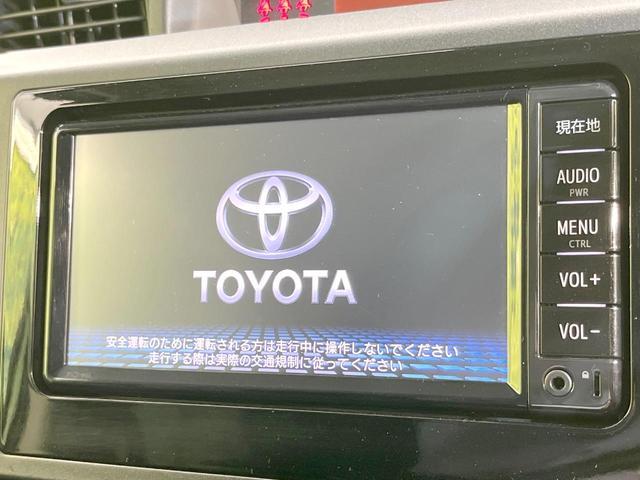 TOYOTA
安全運転のために運転される方は走行中に操作しないでください
走行する際は実際の交通規制に従ってください
現在地
AUDIO
PWR
MENU
CTRL
VOL+
VOL-